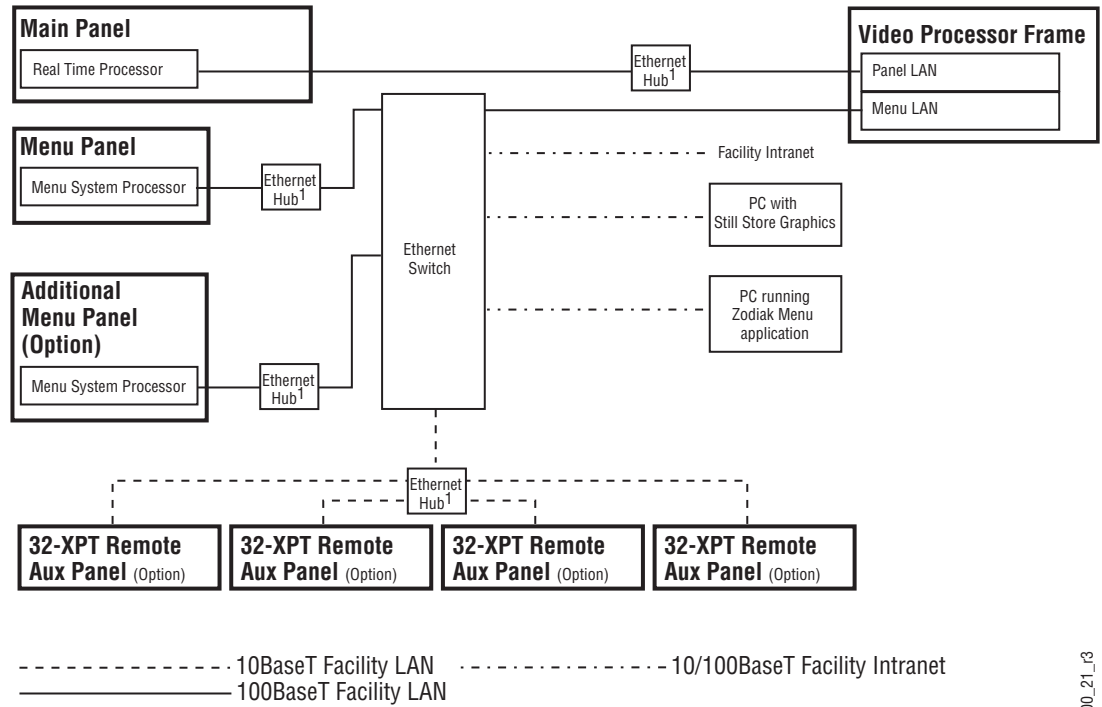 Main Panel
Real Time Processor
Ethernet
Hub1
Video Processor Frame
Panel LAN
Menu LAN
Menu Panel
Menu System Processor
Ethernet
Hub1
Facility Intranet
PC with
Still Store Graphics
Ethernet
Switch
Additional
Menu Panel
(Option)
Menu System Processor
Ethernet
Hub1
PC running
Zodiak Menu
application
Ethernet
Hub1
32-XPT Remote
Aux Panel (Option)
32-XPT Remote
Aux Panel (Option)
32-XPT Remote
Aux Panel (Option)
32-XPT Remote
Aux Panel (Option)
10BaseT Facility LAN
10/100BaseT Facility Intranet
100BaseT Facility LAN